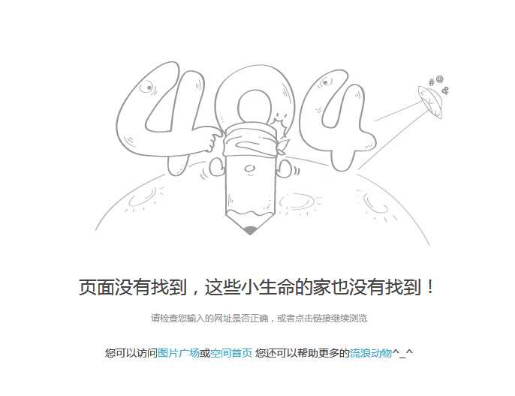 404
页面没有找到，这些小生命的家也没有找到！
请检查您输入的网址是否正确，或者点击链接继续浏览
您可以访问图片广场或空间首页 您还可以帮助更多的流浪动物^_^